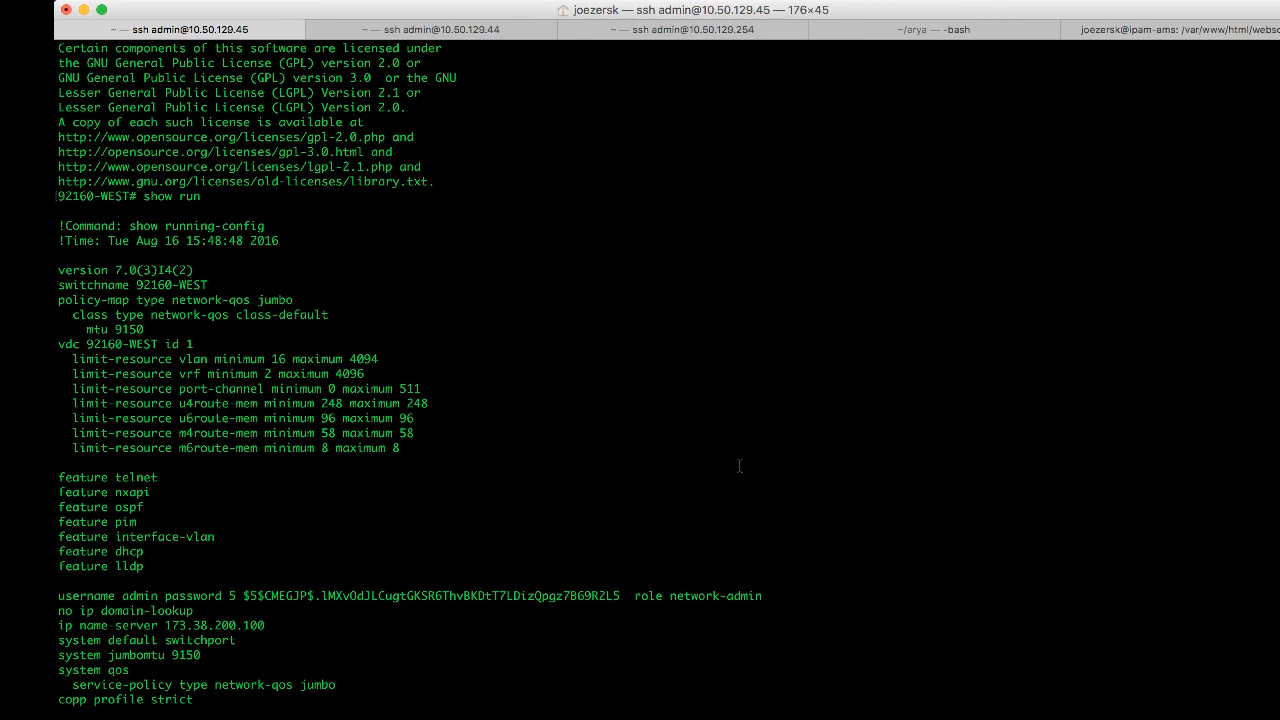 joezersk — ssh admin@10.50.129.45 — 176×45
~ — ssh admin@10.50.129.45
~ — ssh admin@10.50.129.44
~ — ssh admin@10.50.129.254
~/arya — -bash
joezersk@ipam-ams: /var/www/html/websc
Certain components of this software are licensed under
the GNU General Public License (GPL) version 2.0 or
GNU General Public License (GPL) version 3.0  or the GNU
Lesser General Public License (LGPL) Version 2.1 or
Lesser General Public License (LGPL) Version 2.0.
A copy of each such license is available at
http://www.opensource.org/licenses/gpl-2.0.php and
http://opensource.org/licenses/gpl-3.0.html and
http://www.opensource.org/licenses/lgpl-2.1.php and
http://www.gnu.org/licenses/old-licenses/library.txt.
92160-WEST# show run
!Command: show running-config
!Time: Tue Aug 16 15:48:48 2016
version 7.0(3)I4(2)
switchname 92160-WEST
policy-map type network-qos jumbo
class type network-qos class-default
mtu 9150
vdc 92160-WEST id 1
limit-resource vlan minimum 16 maximum 4094
limit-resource vrf minimum 2 maximum 4096
limit-resource port-channel minimum 0 maximum 511
limit-resource u4route-mem minimum 248 maximum 248
limit-resource u6route-mem minimum 96 maximum 96
limit-resource m4route-mem minimum 58 maximum 58
limit-resource m6route-mem minimum 8 maximum 8
feature telnet
feature nxapi
feature ospf
feature pim
feature interface-vlan
feature dhcp
feature lldp
username admin password 5 $5$CMEGJP$.lMXvOdJLCugtGKSR6ThvBKDtT7LDizQpgz7B69R2L5  role network-admin
no ip domain-lookup
ip name-server 173.38.200.100
system default switchport
system jumbomtu 9150
system qos
service-policy type network-qos jumbo
copp profile strict